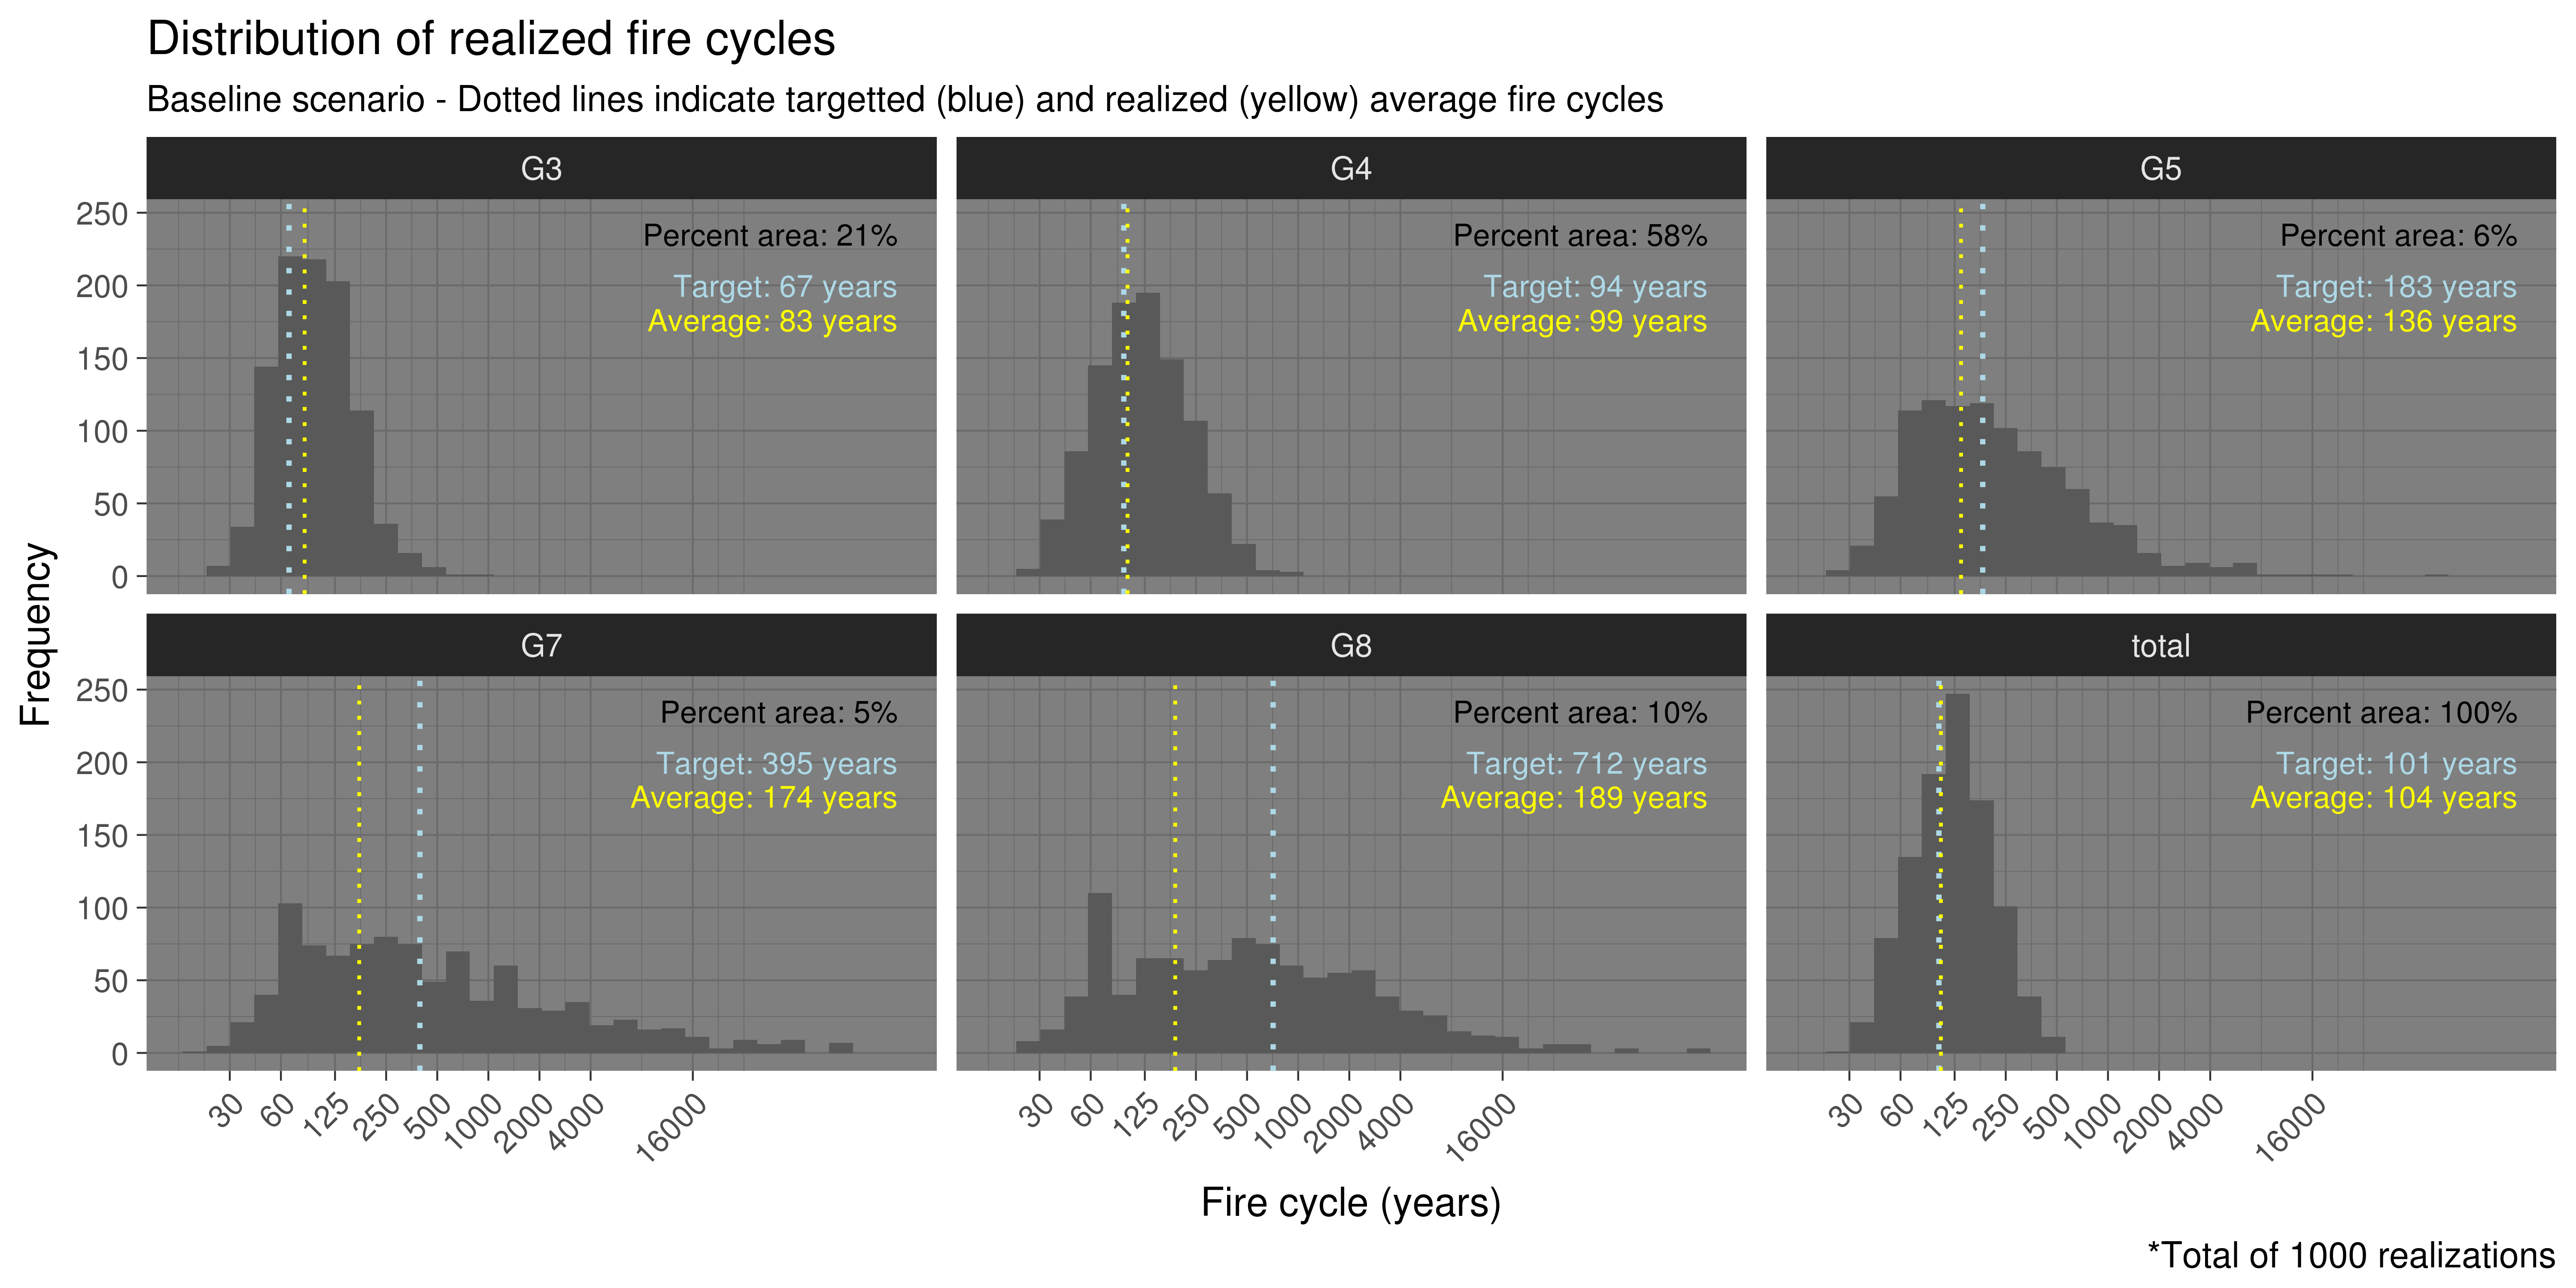 Distribution of realized fire cycles
Baseline scenario - Dotted lines indicate targetted (blue) and realized (yellow) average fire cycles
G3
G4
G5
250
200
150
100
50
0
Percent area: 21%
Target: 67 years
Average: 83 years
Percent area: 58%
Target: 94 years
Average: 99 years
Percent area: 6%
Target: 183 years
Average: 136 years
Frequency
G7
G8
total
250
200
150
100
50
0
Percent area: 5%
Target: 395 years
Average: 174 years
Percent area: 10%
Target: 712 years
Average: 189 years
Percent area: 100%
Target: 101 years
Average: 104 years
30 60 125 250 500 1000 2000 4000 16000
30 60 125 250 500 1000 2000 4000 16000
30 60 125 250 500 1000 2000 4000 16000
Fire cycle (years)
*Total of 1000 realizations